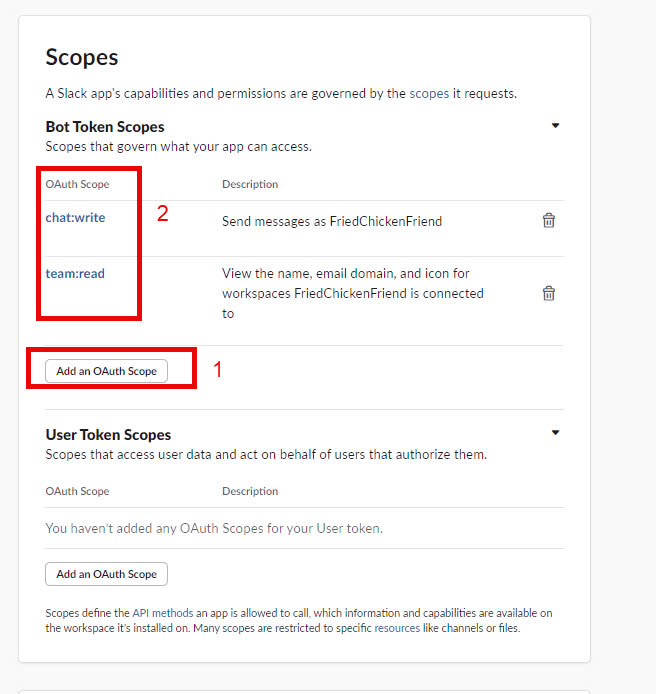 Scopes
A Slack app's capabilities and permissions are governed by the scopes it requests.
Bot Token Scopes
Scopes that govern what your app can access.
OAuth Scope Description
chat:write 2 Send messages as FriedChickenFriend
team:read View the name, email domain, and icon for
workspaces FriedChickenFriend is connected
to
Add an OAuth Scope 1
User Token Scopes
Scopes that access user data and act on behalf of users that authorize them.
OAuth Scope Description
You haven't added any OAuth Scopes for your User token.
Add an OAuth Scope
Scopes define the API methods an app is allowed to call, which information and capabilities are available on
the workspace it's installed on. Many scopes are restricted to specific resources like channels or files.